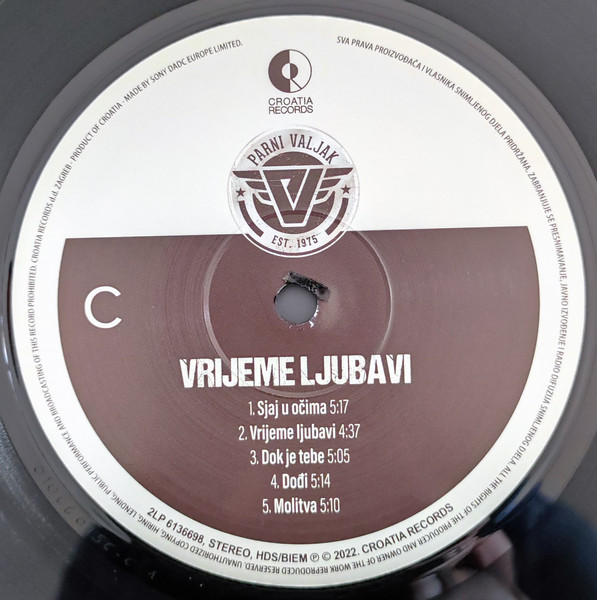 CROATIA
RECORDS
PARNI VALJAK
EST. 1975
C
VRIJEME LJUBAVI
1. Sjaj u očima 5:17
2. Vrijeme ljubavi 4:37
3. Dok je tebe 5:05
4. Dođi 5:14
5. Molitva 5:10
2LP 6136698, STEREO, HDS/BIEM Ⓟ © 2022. CROATIA RECORDS
SVA PRAVA PROIZVOĐAČA I VLASNIKA SNIMLJENOG DJELA PRIDRŽANA. ZABRANJUJE SE PRESNIMAVANJE, JAVNO IZVOĐENJE I RADIO DIFUZIJA SNIMLJENOG DJELA. ALL THE RIGHTS OF THE PRODUCER AND OF THE OWNER OF THE WORK REPRODUCED RESERVED. UNAUTHORIZED COPYING, HIRING, LENDING, PUBLIC PERFORMANCE AND BROADCASTING OF THIS RECORD PROHIBITED. CROATIA RECORDS d.d. ZAGREB - PRODUCT OF CROATIA - MADE BY SONY DADC EUROPE LIMITED.